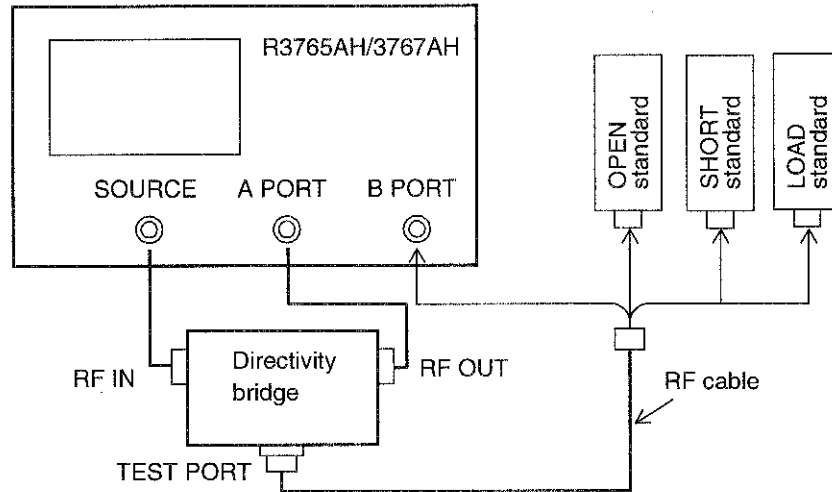 R3765AH/3767AH
SOURCE
A PORT
B PORT
OPEN
standard
SHORT
standard
LOAD
standard
RF IN
Directivity
bridge
RF OUT
TEST PORT
RF cable